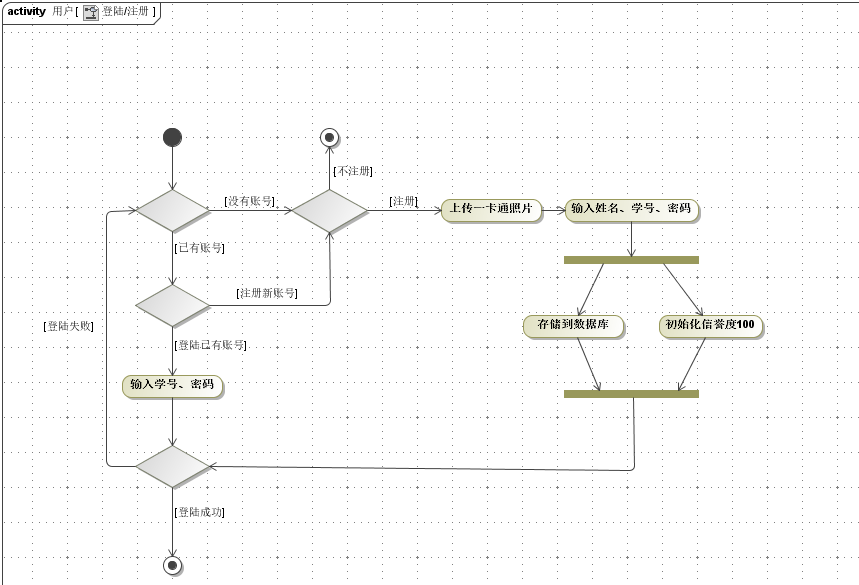 activity 用户[ 登陆/注册 ]
[不注册]
[没有账号]
[注册]
上传一卡通照片
输入姓名、学号、密码
[已有账号]
[注册新账号]
[登陆失败]
存储到数据库
初始化信誉度100
[登陆已有账号]
输入学号、密码
[登陆成功]